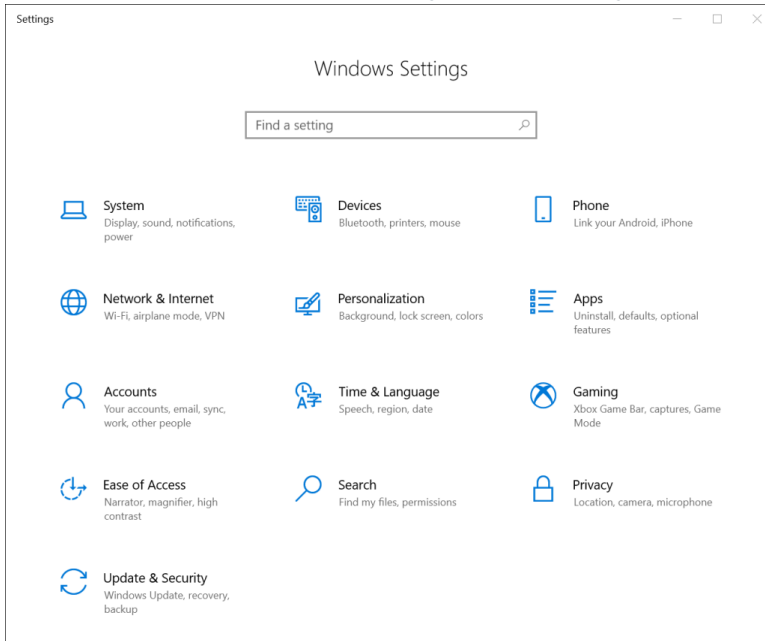 Settings
Windows Settings
Find a setting
System
Display, sound, notifications,
power
Devices
Bluetooth, printers, mouse
Phone
Link your Android, iPhone
Network & Internet
Wi-Fi, airplane mode, VPN
Personalization
Background, lock screen, colors
Apps
Uninstall, defaults, optional
features
Accounts
Your accounts, email, sync,
work, other people
Time & Language
Speech, region, date
Gaming
Xbox Game Bar, captures, Game
Mode
Ease of Access
Narrator, magnifier, high
contrast
Search
Find my files, permissions
Privacy
Location, camera, microphone
Update & Security
Windows Update, recovery,
backup